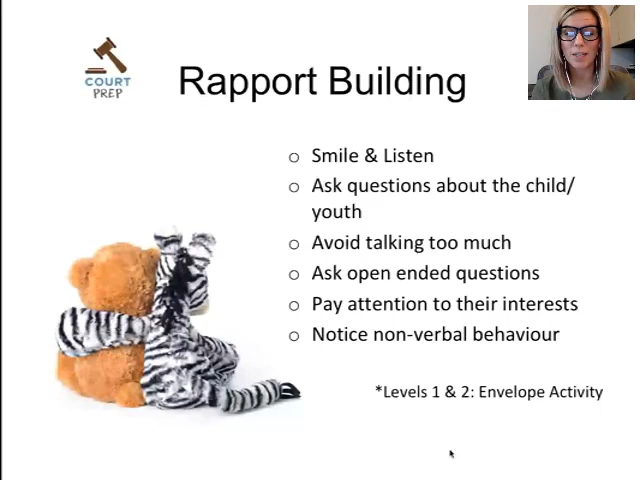 COURT
PREP
Rapport Building
o Smile & Listen
o Ask questions about the child/
youth
o Avoid talking too much
o Ask open ended questions
o Pay attention to their interests
o Notice non-verbal behaviour
*Levels 1 & 2: Envelope Activity